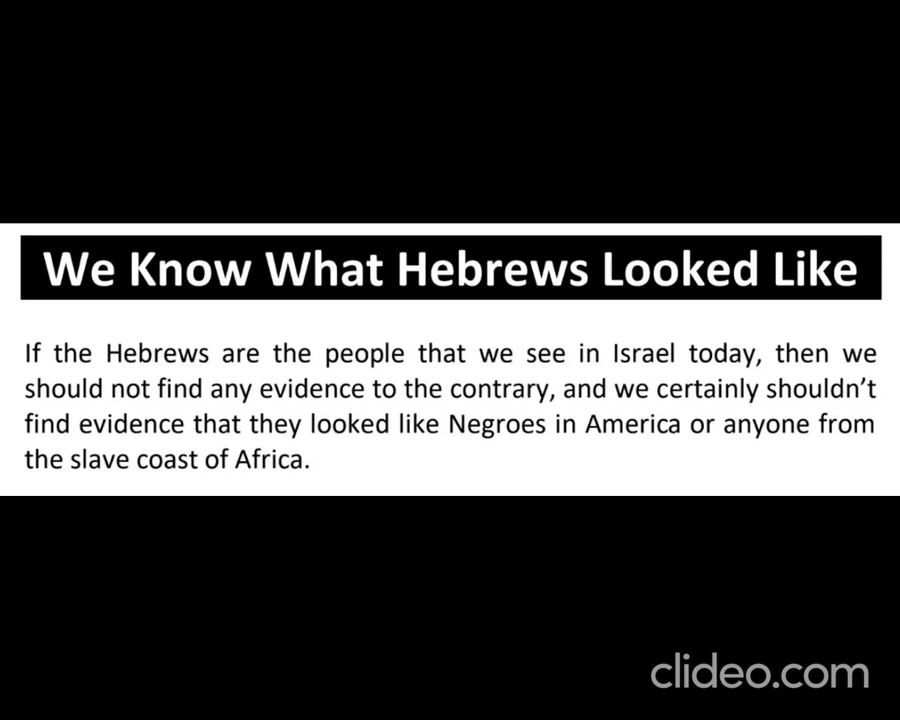 We Know What Hebrews Looked Like
If the Hebrews are the people that we see in Israel today, then we
should not find any evidence to the contrary, and we certainly shouldn’t
find evidence that they looked like Negroes in America or anyone from
the slave coast of Africa.
clideo.com